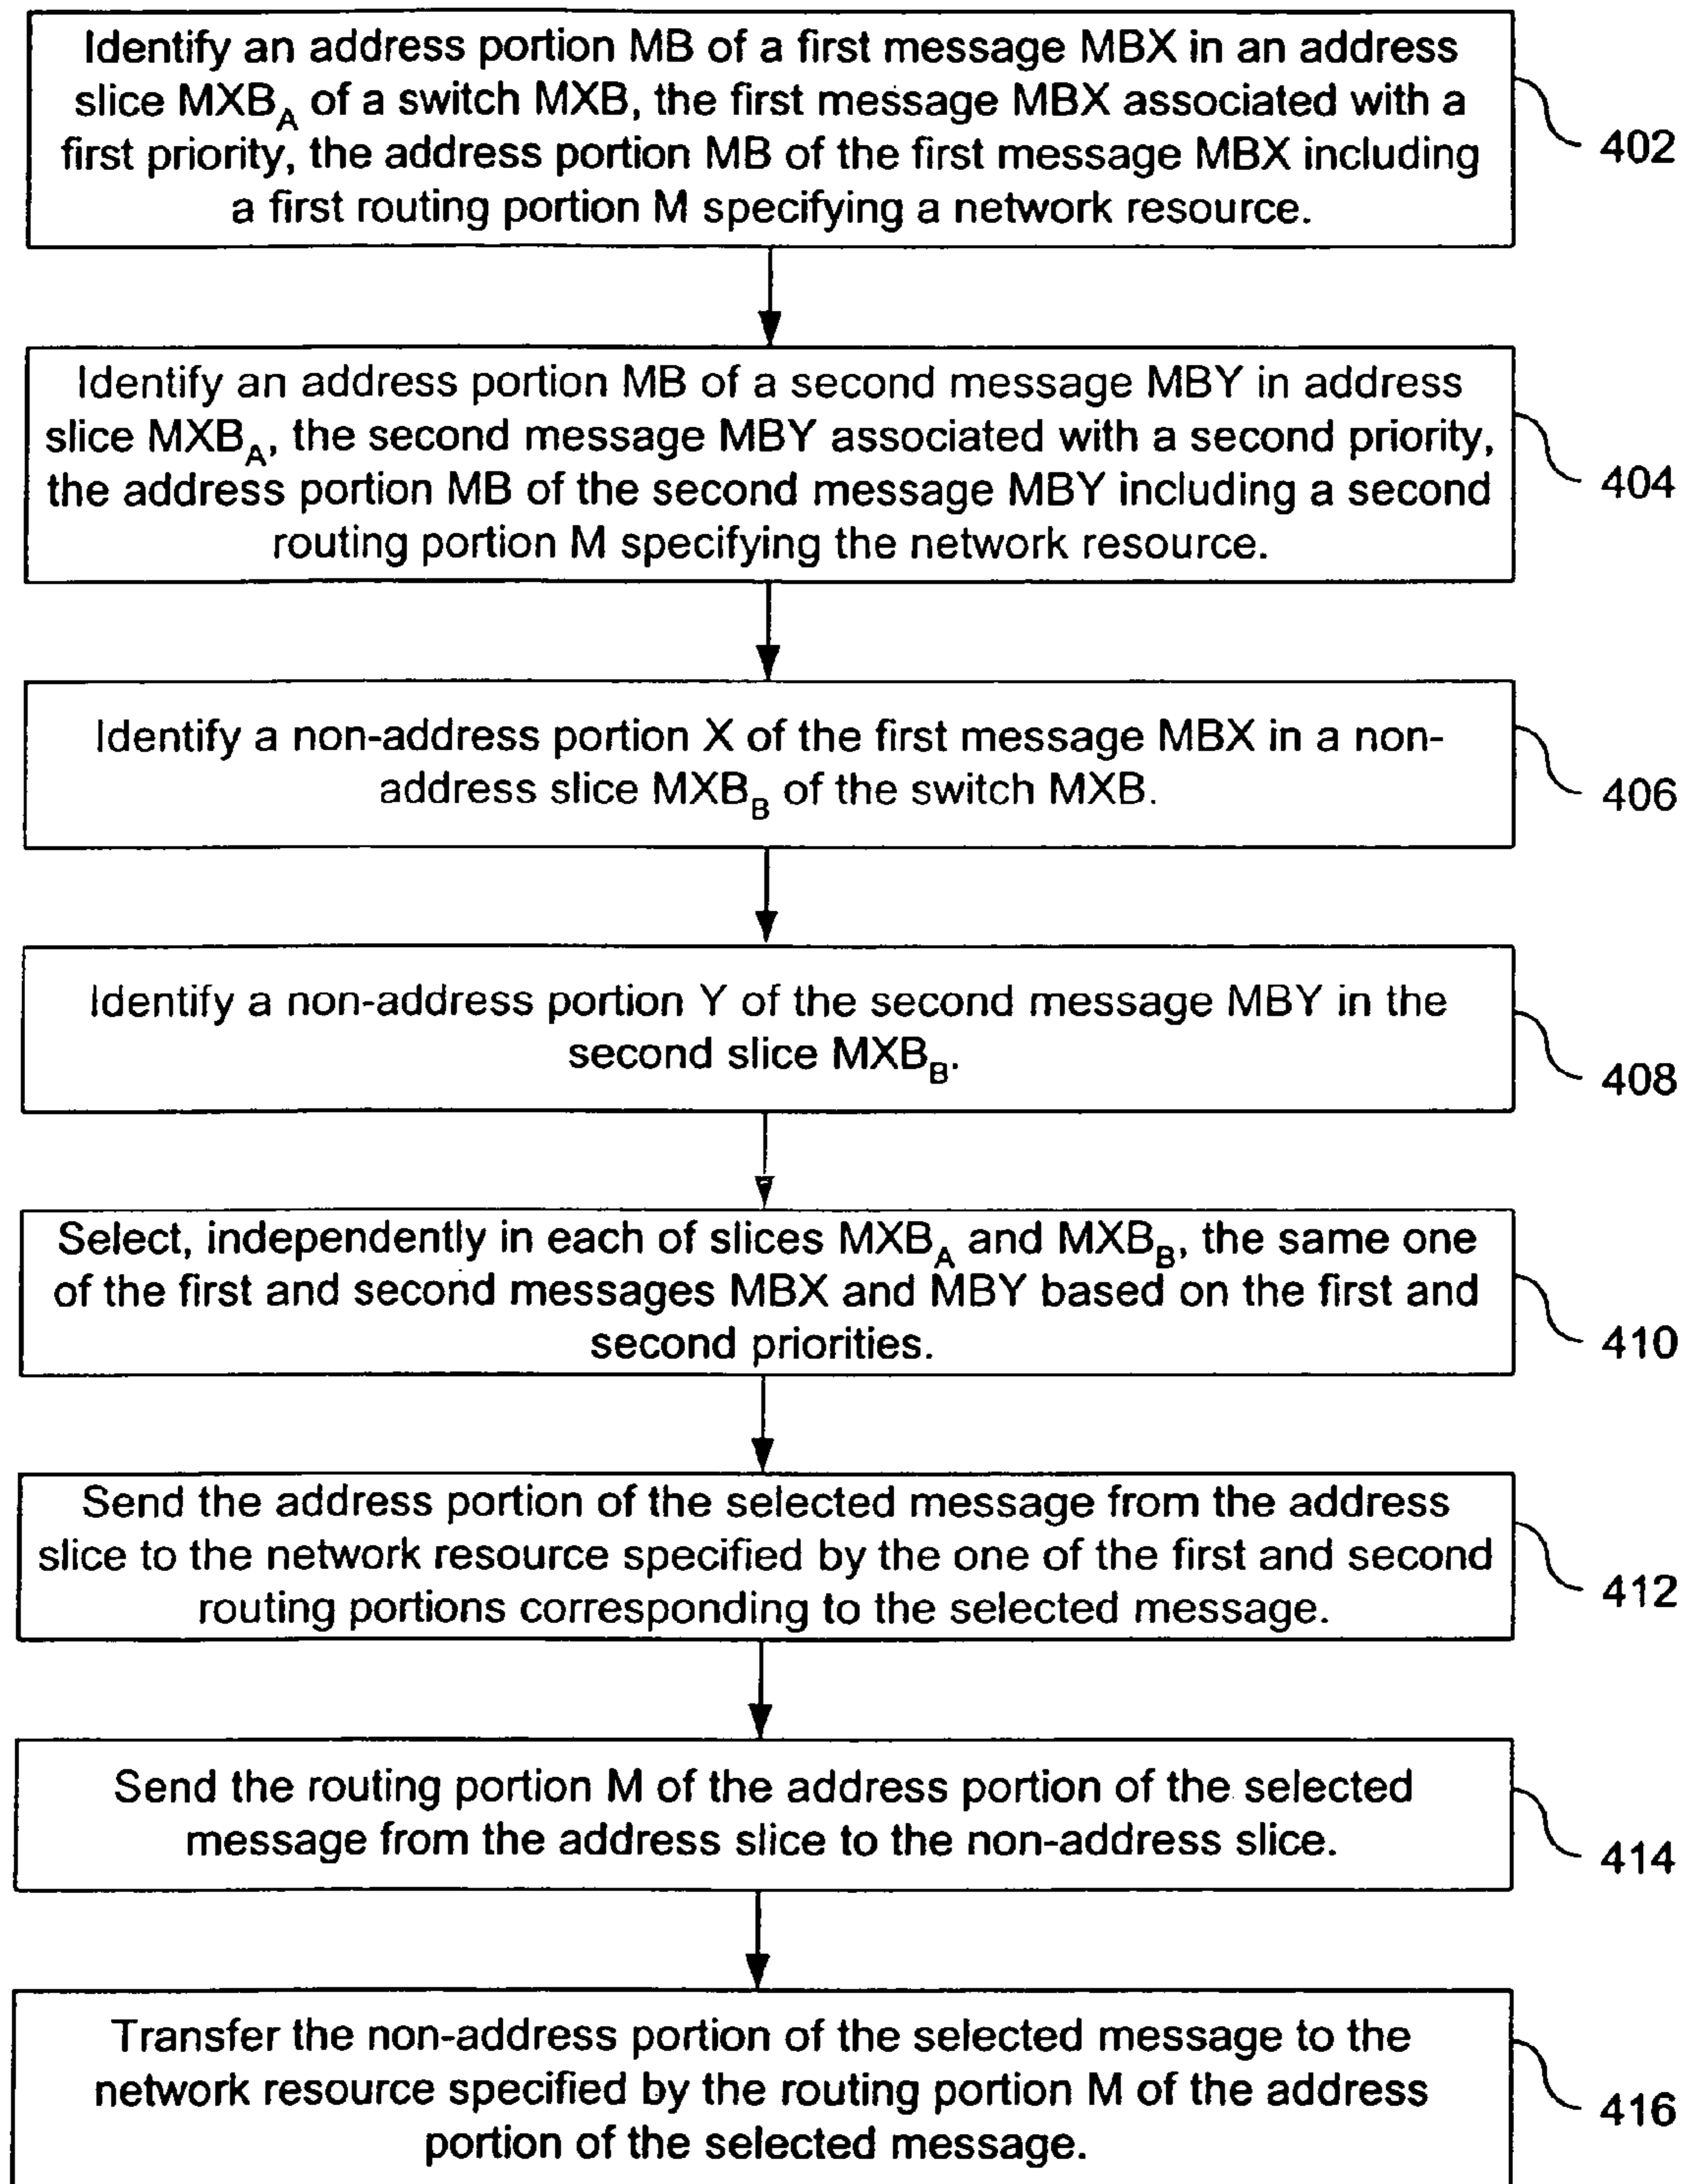 Identify an address portion MB of a first message MBX in an address
slice MXB_A of a switch MXB, the first message MBX associated with a
first priority, the address portion MB of the first message MBX including
a first routing portion M specifying a network resource.
402
Identify an address portion MB of a second message MBY in address
slice MXB_A, the second message MBY associated with a second priority,
the address portion MB of the second message MBY including a second
routing portion M specifying the network resource.
404
Identify a non-address portion X of the first message MBX in a non-
address slice MXB_B of the switch MXB.
406
Identify a non-address portion Y of the second message MBY in the
second slice MXB_B.
408
Select, independently in each of slices MXB_A and MXB_B, the same one
of the first and second messages MBX and MBY based on the first and
second priorities.
410
Send the address portion of the selected message from the address
slice to the network resource specified by the one of the first and second
routing portions corresponding to the selected message.
412
Send the routing portion M of the address portion of the selected
message from the address slice to the non-address slice.
414
Transfer the non-address portion of the selected message to the
network resource specified by the routing portion M of the address
portion of the selected message.
416